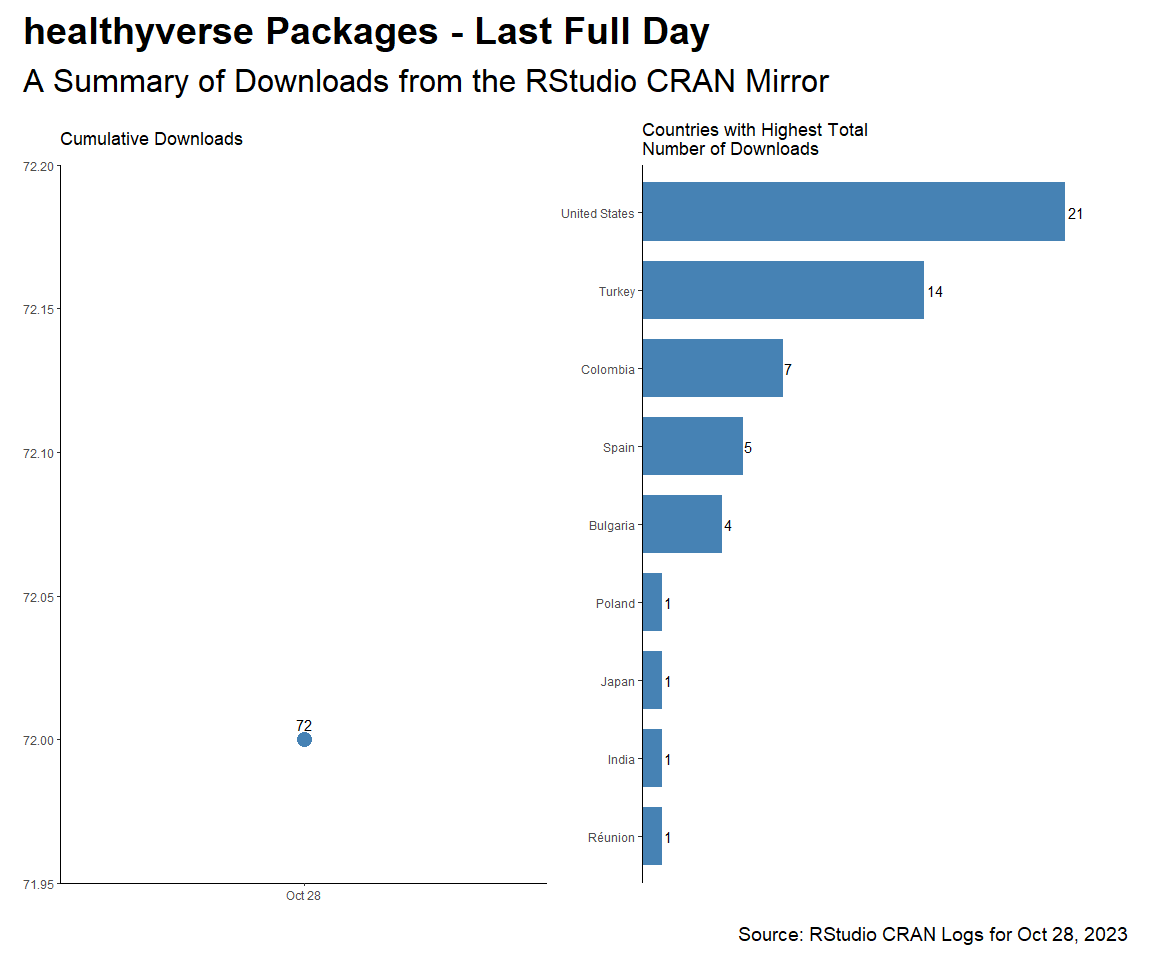 healthyverse Packages - Last Full Day
A Summary of Downloads from the RStudio CRAN Mirror
Cumulative Downloads
72.20
72.15
72.10
72.05
72.00
71.95
72
Oct 28
Countries with Highest Total
Number of Downloads
United States 21
Turkey 14
Colombia 7
Spain 5
Bulgaria 4
Poland 1
Japan 1
India 1
Réunion 1
Source: RStudio CRAN Logs for Oct 28, 2023